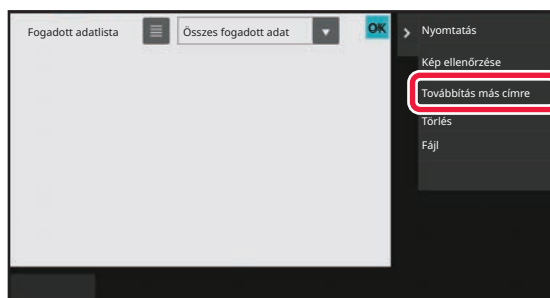 Fogadott adatlista
Összes fogadott adat
OK
Nyomtatás
Kép ellenőrzése
Továbbítás más címre
Törlés
Fájl